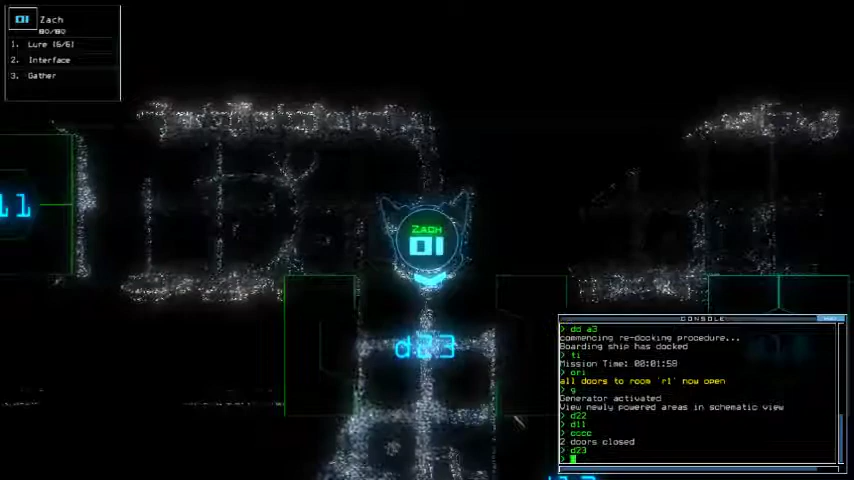 01 Zach
80/80
1. Lure (6/6)
2. Interface
3. Gather
11
ZACH
01
d23
CONSOLE
> dd a3
commencing re-docking procedure...
Boarding ship has docked
> ti
Mission Time: 00:01:58
> ori
all doors to room 'r1' now open
> g
Generator activated
View newly powered areas in schematic view
> d22
> d11
> cccc
2 doors closed
> d23
>